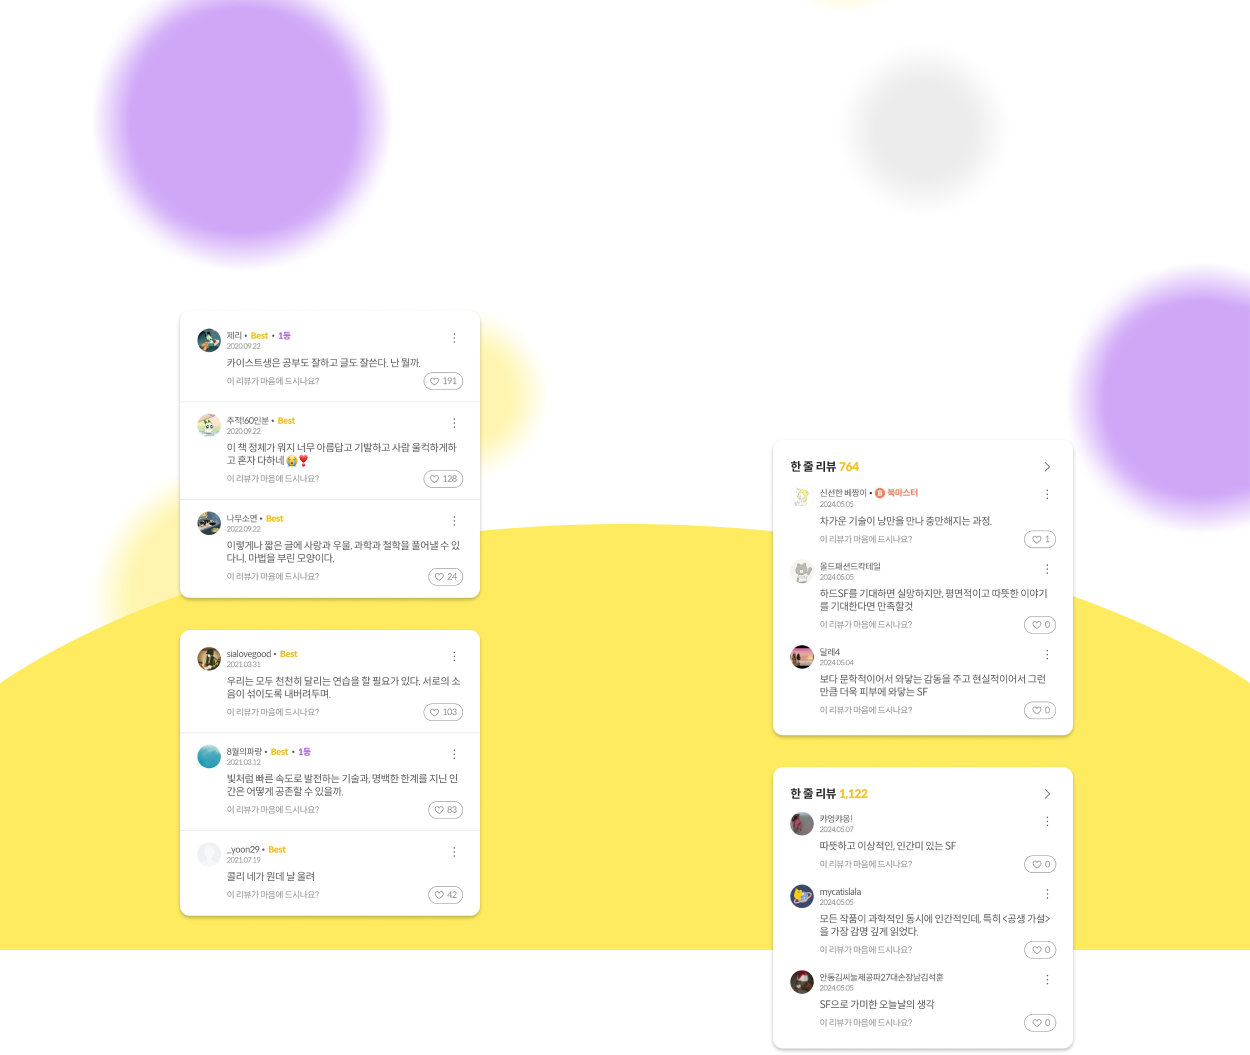 제리 • Best • 1등
2020.09.22
카이스트생은 공부도 잘하고 글도 잘쓴다. 난 뭘까.
이 리뷰가 마음에 드시나요?
191
추적!60인분 • Best
2020.09.22
이 책 정체가 뭐지 너무 아름답고 기발하고 사람 울컥하게하
고 혼자 다하네 😭❣️
이 리뷰가 마음에 드시나요?
128
나무소연 • Best
2022.09.22
이렇게나 짧은 글에 사랑과 우울, 과학과 철학을 풀어낼 수 있
다니. 마법을 부린 모양이다.
이 리뷰가 마음에 드시나요?
24
sialovegood • Best
2021.03.31
우리는 모두 천천히 달리는 연습을 할 필요가 있다. 서로의 소
음이 섞이도록 내버려두며.
이 리뷰가 마음에 드시나요?
103
8월의파랑 • Best • 1등
2021.03.12
빛처럼 빠른 속도로 발전하는 기술과, 명백한 한계를 지닌 인
간은 어떻게 공존할 수 있을까.
이 리뷰가 마음에 드시나요?
83
_yoon29 • Best
2021.07.19
콜리 네가 뭔데 날 울려
이 리뷰가 마음에 드시나요?
42
한 줄 리뷰 764
신선한 베짱이 • B 북마스터
2024.05.05
차가운 기술이 낭만을 만나 충만해지는 과정.
이 리뷰가 마음에 드시나요?
1
올드패션드칵테일
2024.05.05
하드SF를 기대하면 실망하지만, 평면적이고 따뜻한 이야기
를 기대한다면 만족할것
이 리뷰가 마음에 드시나요?
0
달레4
2024.05.04
보다 문학적이어서 와닿는 감동을 주고 현실적이어서 그런
만큼 더욱 피부에 와닿는 SF
이 리뷰가 마음에 드시나요?
0
한 줄 리뷰 1,122
캬엉캬응!
2024.05.07
따뜻하고 이상적인, 인간미 있는 SF
이 리뷰가 마음에 드시나요?
0
mycatislala
2024.05.05
모든 작품이 과학적인 동시에 인간적인데, 특히 <공생 가설>
을 가장 감명 깊게 읽었다.
이 리뷰가 마음에 드시나요?
0
안동김씨눌제공파27대손장남김석훈
2024.05.05
SF으로 가미한 오늘날의 생각
이 리뷰가 마음에 드시나요?
0